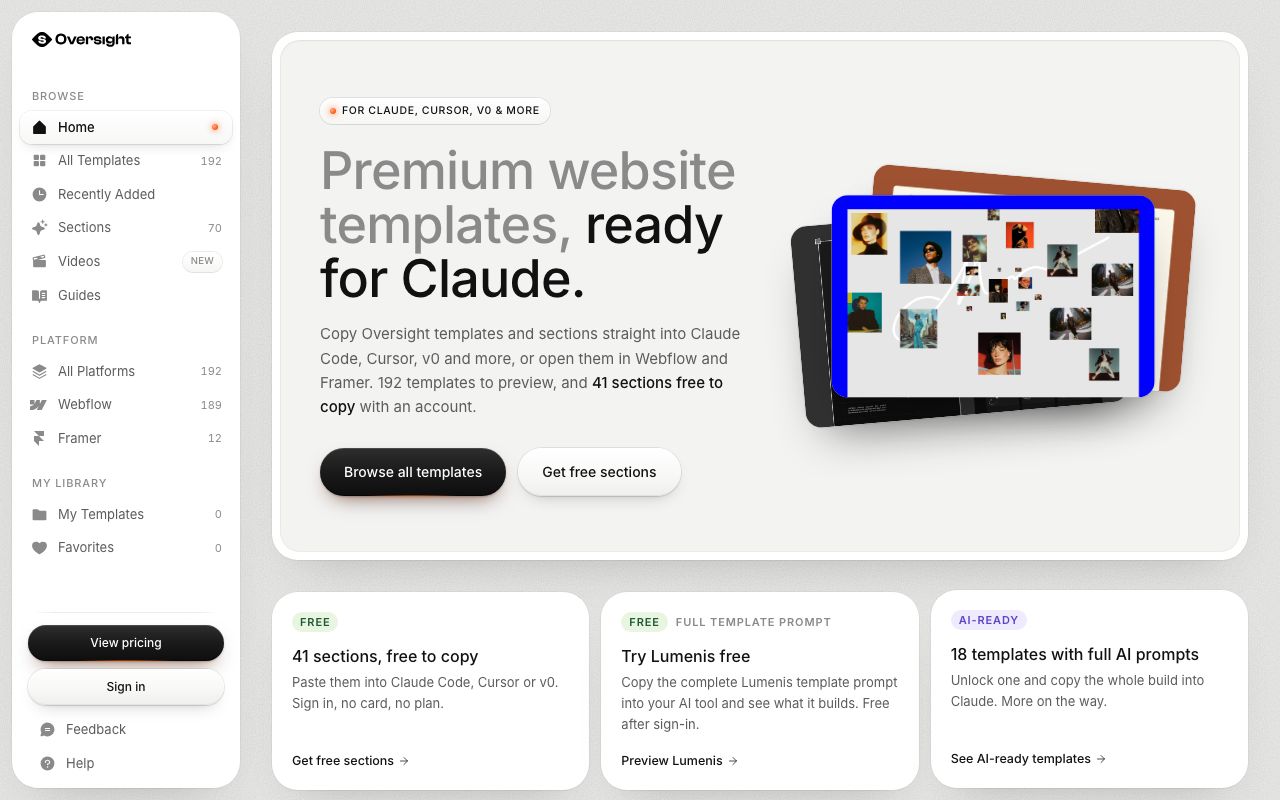 Oversight
BROWSE
Home
All Templates 192
Recently Added
Sections 70
Videos NEW
Guides
PLATFORM
All Platforms 192
Webflow 189
Framer 12
MY LIBRARY
My Templates 0
Favorites 0
View pricing
Sign in
Feedback
Help
FOR CLAUDE, CURSOR, V0 & MORE
Premium website
templates, ready
for Claude.
Copy Oversight templates and sections straight into Claude
Code, Cursor, v0 and more, or open them in Webflow and
Framer. 192 templates to preview, and 41 sections free to
copy with an account.
Browse all templates
Get free sections
FREE
41 sections, free to copy
Paste them into Claude Code, Cursor or v0.
Sign in, no card, no plan.
Get free sections
FREE FULL TEMPLATE PROMPT
Try Lumenis free
Copy the complete Lumenis template prompt
into your AI tool and see what it builds. Free
after sign-in.
Preview Lumenis
AI-READY
18 templates with full AI prompts
Unlock one and copy the whole build into
Claude. More on the way.
See AI-ready templates